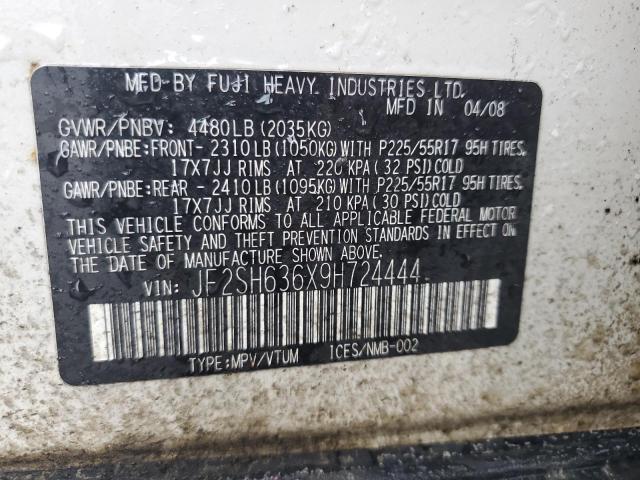 MFD BY FUJI HEAVY INDUSTRIES LTD.
MFD IN 04/08
GVWR/PNBV: 4480LB(2035KG)
GAWR/PNBE:FRONT- 2310LB(1050KG)WITH P225/55R17 95H TIRES,
17X7JJ RIMS AT 220 KPA(32 PSI)COLD
GAWR/PNBE:REAR - 2410LB(1095KG)WITH P225/55R17 95H TIRES,
17X7JJ RIMS AT 210 KPA(30 PSI)COLD
THIS VEHICLE CONFORMS TO ALL APPLICABLE FEDERAL MOTOR
VEHICLE SAFETY AND THEFT PREVENTION STANDARDS IN EFFECT ON
THE DATE OF MANUFACTURE SHOWN ABOVE.
VIN: JF2SH636X9H724444
TYPE:MPV/VTUM ICES/NMB-002